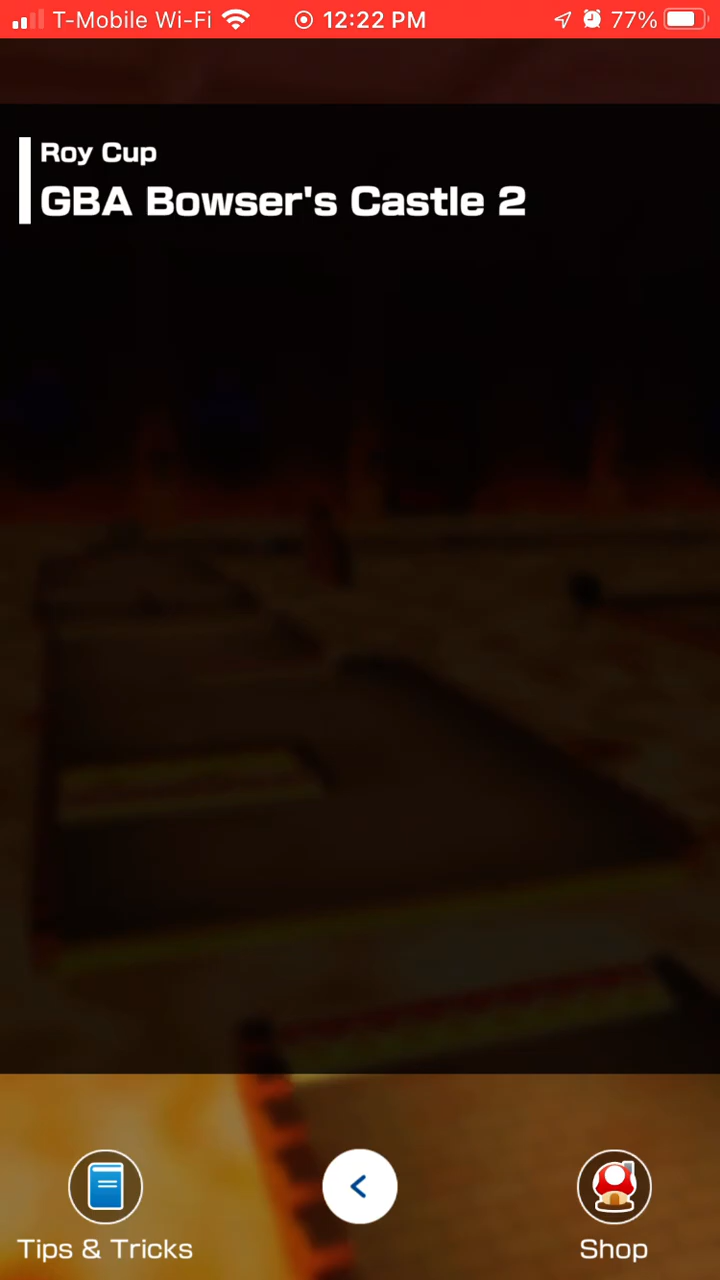 T-Mobile Wi-Fi 12:22 PM 77%
Roy Cup
GBA Bowser's Castle 2
Tips & Tricks
Shop